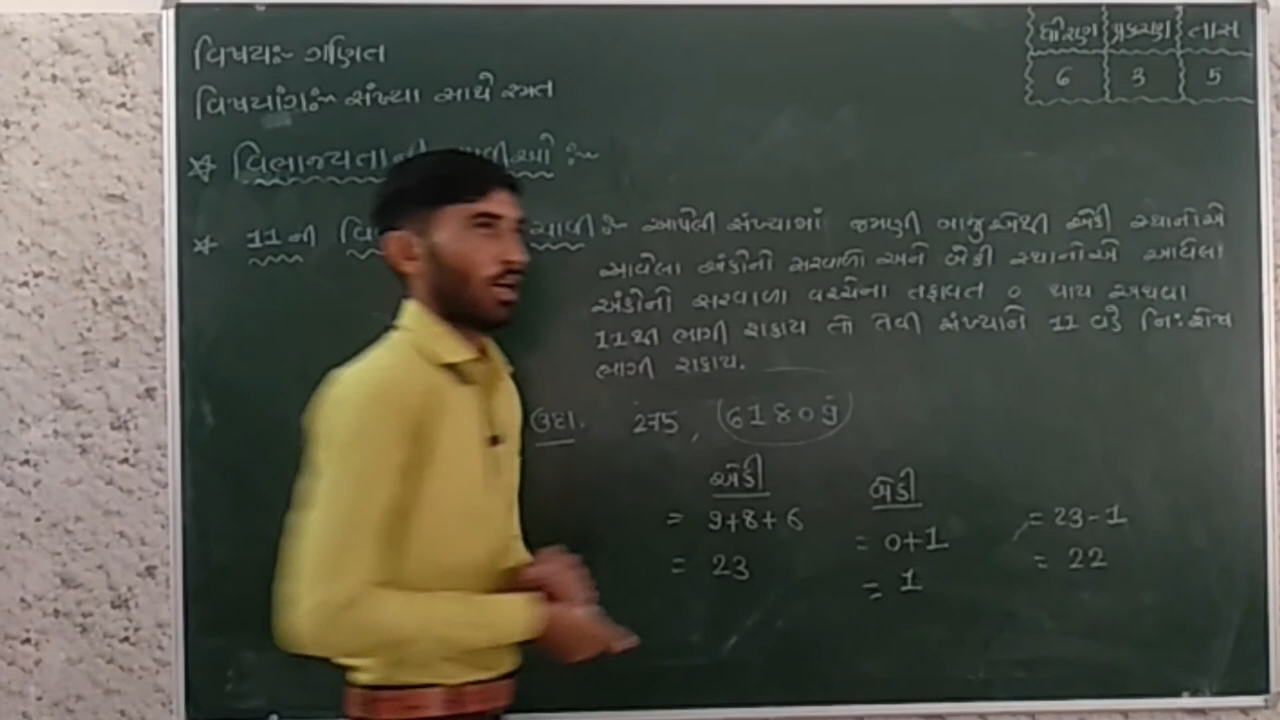 વિષય:- ગણિત
વિષયાંગ:- સંખ્યા સાથે રમત
ધોરણ પ્રકરણ તાસ
6 3 5
* વિભાજ્યતાની :-
* 11ની ચાવી :- આપેલી સંખ્યામાં જમણી બાજુએથી એકી સ્થાનોએ
આવેલા અંકોનો સરવાળો અને બેકી સ્થાનોએ આવેલા
અંકોનો સરવાળા વચ્ચેના તફાવત 0 થાય અથવા
11થી ભાગી શકાય તો તેવી સંખ્યાને 11 વડે નિ:શેષ
ભાગી શકાય.
ઉદા. 275, 61809
એકી બેકી
= 9+8+6 = 0+1 = 23-1
= 23 = 1 = 22